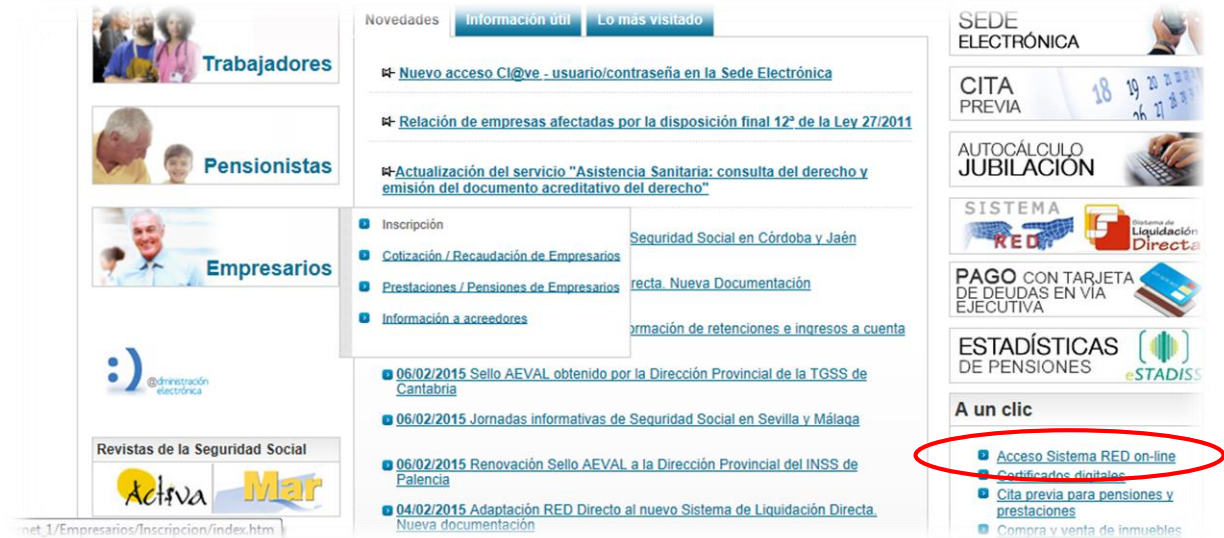 Trabajadores
Pensionistas
Empresarios
@dministración
electrónica
Revistas de la Seguridad Social
Activa
Mar
net_1/Empresarios/Inscripcion/index.htm
Novedades
Información útil
Lo más visitado
Nuevo acceso Cl@ve - usuario/contraseña en la Sede Electrónica
Relación de empresas afectadas por la disposición final 12ª de la Ley 27/2011
Actualización del servicio "Asistencia Sanitaria: consulta del derecho y
emisión del documento acreditativo del derecho"
Inscripción
Cotización / Recaudación de Empresarios
Prestaciones / Pensiones de Empresarios
Información a acreedores
Seguridad Social en Córdoba y Jaén
recta. Nueva Documentación
ormación de retenciones e ingresos a cuenta
06/02/2015 Sello AEVAL obtenido por la Dirección Provincial de la TGSS de
Cantabria
06/02/2015 Jornadas informativas de Seguridad Social en Sevilla y Málaga
06/02/2015 Renovación Sello AEVAL a la Dirección Provincial del INSS de
Palencia
04/02/2015 Adaptación RED Directo al nuevo Sistema de Liquidación Directa.
Nueva documentación
SEDE
ELECTRÓNICA
CITA
PREVIA
18 19 20 21
26 27 28
AUTOCÁLCULO
JUBILACIÓN
SISTEMA
RED
Sistema de
Liquidación
Directa
PAGO CON TARJETA
DE DEUDAS EN VÍA
EJECUTIVA
ESTADÍSTICAS
DE PENSIONES
eSTADISS
A un clic
Acceso Sistema RED on-line
Certificados digitales
Cita previa para pensiones y
prestaciones
Compra y venta de inmuebles